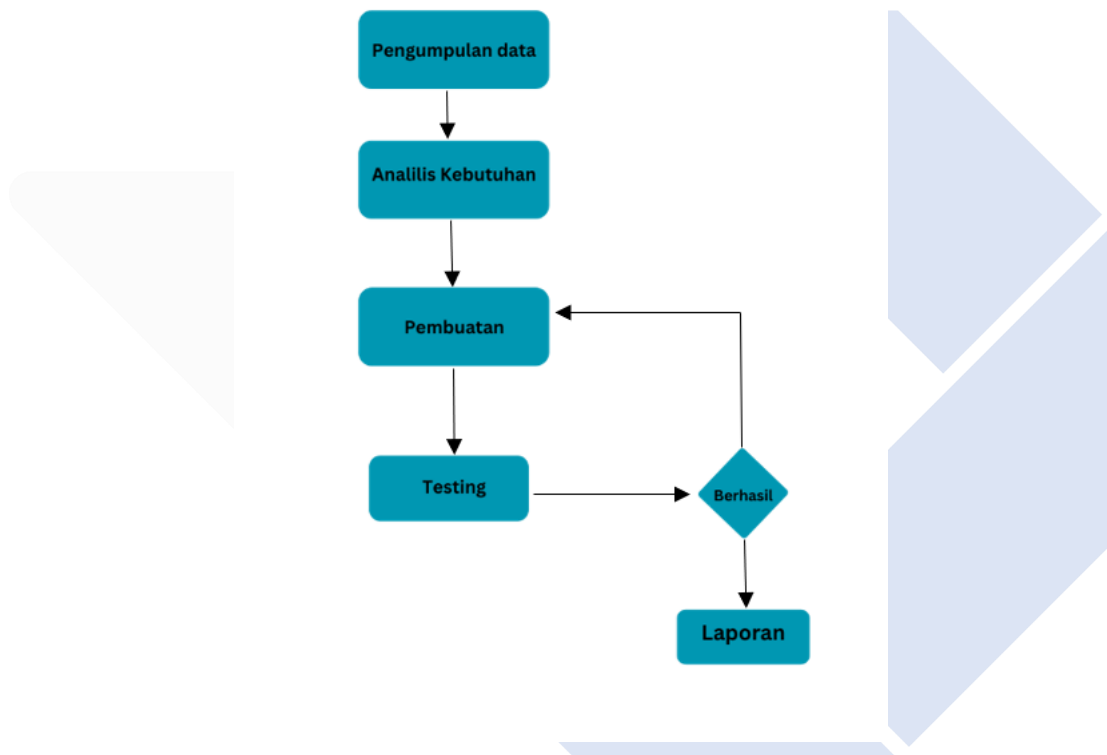 Pengumpulan data
Analilis Kebutuhan
Pembuatan
Testing
Berhasil
Laporan